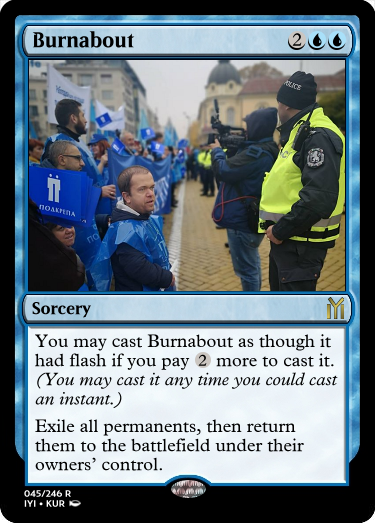 Burnabout 2
POLICE
ПОДКРЕПА
Sorcery
You may cast Burnabout as though it
had flash if you pay 2 more to cast it.
(You may cast it any time you could cast
an instant.)
Exile all permanents, then return
them to the battlefield under their
owners' control.
045/246 R
IYI • KUR